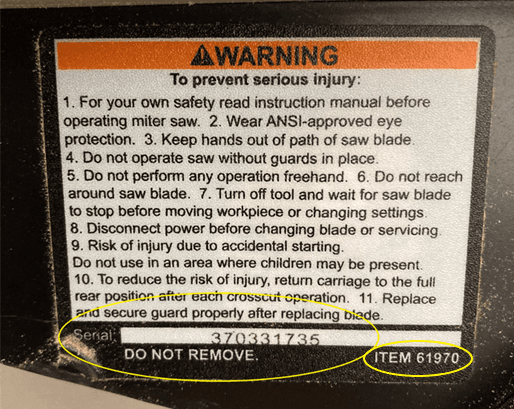 ⚠WARNING
To prevent serious injury:
1. For your own safety read instruction manual before
operating miter saw. 2. Wear ANSI-approved eye
protection. 3. Keep hands out of path of saw blade.
4. Do not operate saw without guards in place.
5. Do not perform any operation freehand. 6. Do not reach
around saw blade. 7. Turn off tool and wait for saw blade
to stop before moving workpiece or changing settings.
8. Disconnect power before changing blade or servicing.
9. Risk of injury due to accidental starting.
Do not use in an area where children may be present.
10. To reduce the risk of injury, return carriage to the full
rear position after each crosscut operation. 11. Replace
and secure guard properly after replacing blade.
Serial: 370331735
DO NOT REMOVE. ITEM 61970